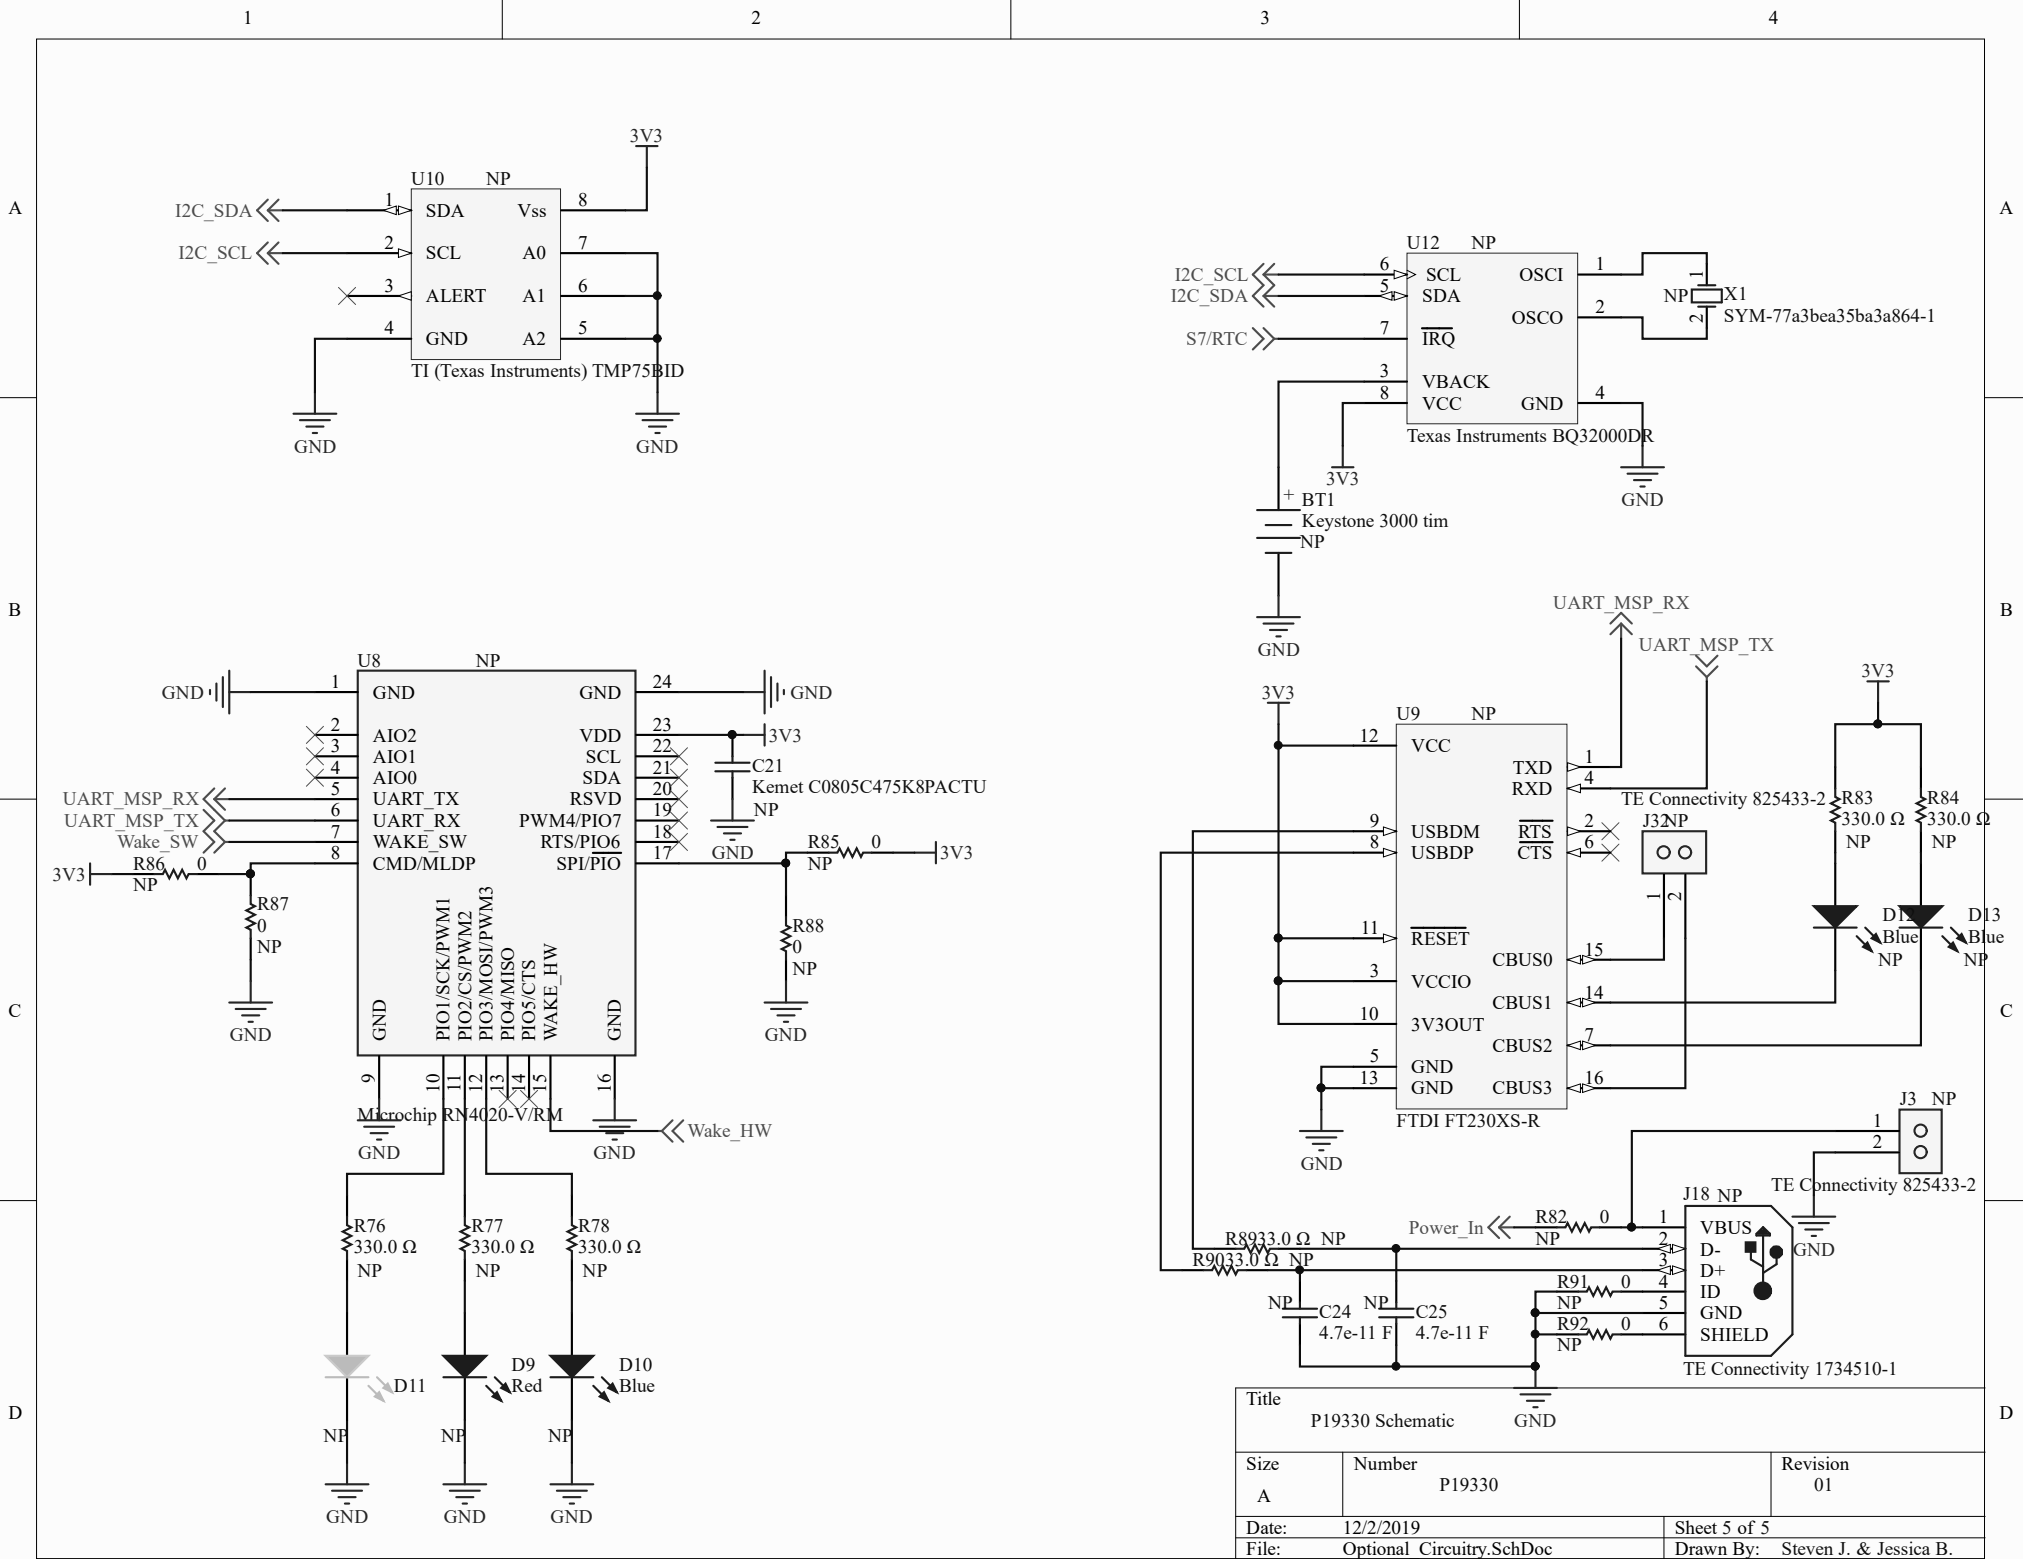 1
2
3
4
A
A
B
B
C
C
D
D
3V3
U10
NP
I2C_SDA
1
SDA
Vss
8
I2C_SCL
2
SCL
A0
7
3
ALERT
A1
6
4
GND
A2
5
TI (Texas Instruments) TMP75BID
GND
GND
U12
NP
I2C_SCL
6
SCL
OSCI
1
I2C_SDA
5
SDA
OSCO
2
S7/RTC
7
IRQ
3
VBACK
8
VCC
GND
4
1
NP
X1
2
SYM-77a3bea35ba3a864-1
Texas Instruments BQ32000DR
3V3
GND
+
BT1
Keystone 3000 tim
NP
GND
U8
NP
GND
1
GND
GND
24
GND
2
AIO2
VDD
23
3V3
3
AIO1
SCL
22
4
AIO0
SDA
21
UART_MSP_RX
5
UART_TX
RSVD
20
UART_MSP_TX
6
UART_RX
PWM4/PIO7
19
Wake_SW
7
WAKE_SW
RTS/PIO6
18
8
CMD/MLDP
SPI/PIO
17
C21
Kemet C0805C475K8PACTU
NP
GND
R85
0
NP
3V3
3V3
R86
0
NP
R87
0
NP
GND
R88
0
NP
GND
GND
PIO1/SCK/PWM1
PIO2/CS/PWM2
PIO3/MOSI/PWM3
PIO4/MISO
PIO5/CTS
WAKE_HW
GND
9
10
11
12
13
14
15
16
Microchip RN4020-V/RM
GND
GND
Wake_HW
R76
330.0 Ω
NP
R77
330.0 Ω
NP
R78
330.0 Ω
NP
D11
D9
Red
D10
Blue
NP
NP
NP
GND
GND
GND
UART_MSP_RX
UART_MSP_TX
3V3
3V3
U9
NP
12
VCC
TXD
1
RXD
4
9
USBDM
RTS
2
8
USBDP
CTS
6
11
RESET
CBUS0
15
3
VCCIO
CBUS1
14
10
3V3OUT
CBUS2
7
5
GND
13
GND
CBUS3
16
FTDI FT230XS-R
GND
TE Connectivity 825433-2
J32
NP
1
2
R83
330.0 Ω
NP
R84
330.0 Ω
NP
D12
Blue
NP
D13
Blue
NP
J3
NP
1
2
TE Connectivity 825433-2
GND
J18
NP
Power_In
R82
0
NP
1
VBUS
R89
33.0 Ω
NP
2
D-
R90
33.0 Ω
NP
3
D+
R91
0
NP
4
ID
5
GND
R92
0
NP
6
SHIELD
NP
C24
4.7e-11 F
NP
C25
4.7e-11 F
TE Connectivity 1734510-1
GND
Title
P19330 Schematic
Size
A
Number
P19330
Revision
01
Date:
12/2/2019
Sheet 5 of 5
File:
Optional_Circuitry.SchDoc
Drawn By:
Steven J. & Jessica B.